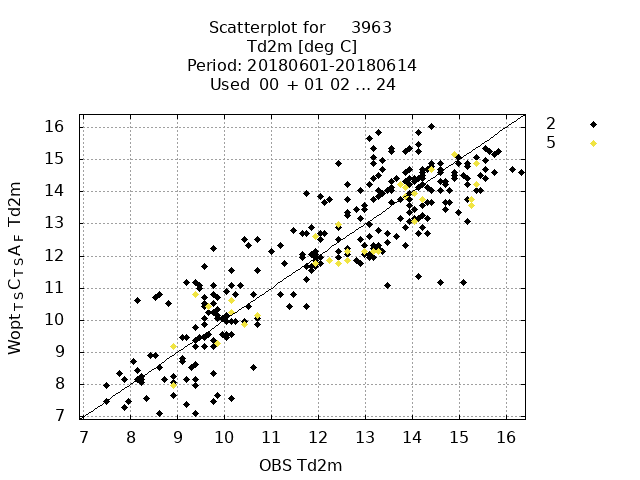 Scatterplot for 3963
Td2m [deg C]
Period: 20180601-20180614
Used 00 + 01 02 ... 24
2
5
16
15
14
13
12
11
10
9
8
7
Wopt_T_SC_T_SA_F Td2m
7 8 9 10 11 12 13 14 15 16
OBS Td2m